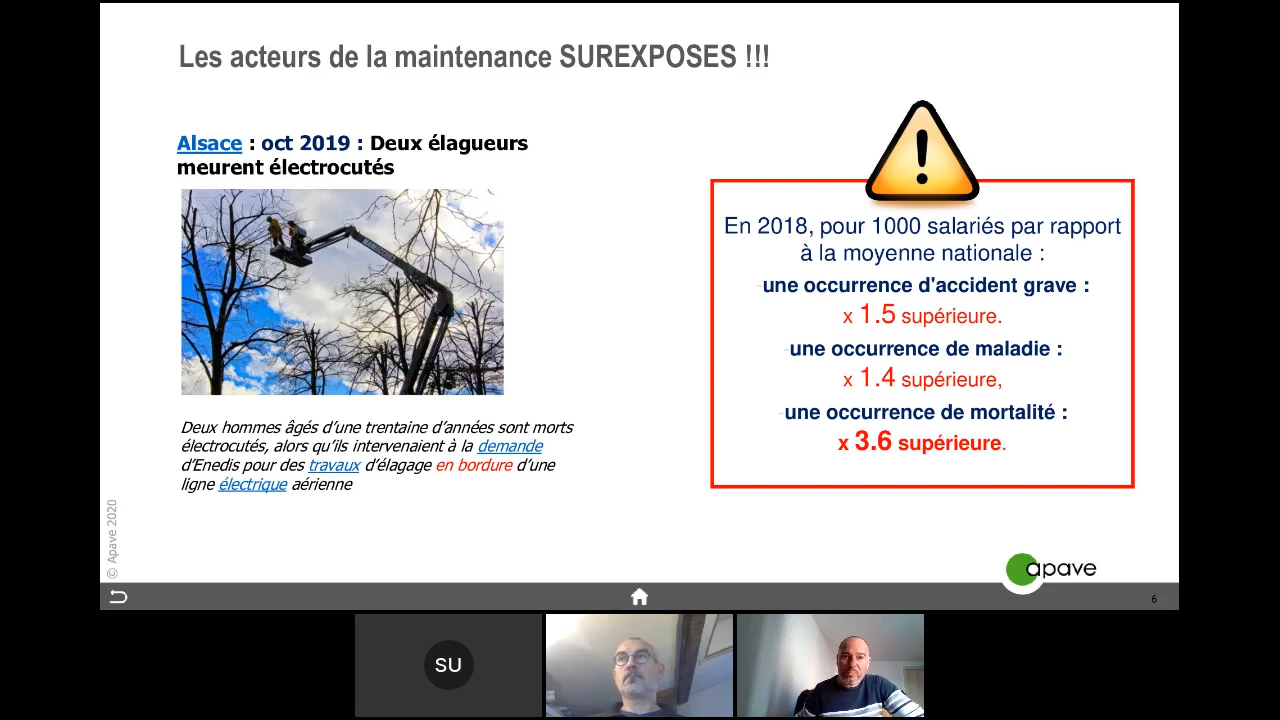 Les acteurs de la maintenance SUREXPOSES !!!
Alsace : oct 2019 : Deux élagueurs
meurent électrocutés
Deux hommes âgés d’une trentaine d’années sont morts
électrocutés, alors qu’ils intervenaient à la demande
d’Enedis pour des travaux d’élagage en bordure d’une
ligne électrique aérienne
En 2018, pour 1000 salariés par rapport
à la moyenne nationale :
-une occurrence d'accident grave :
x 1.5 supérieure.
-une occurrence de maladie :
x 1.4 supérieure,
-une occurrence de mortalité :
x 3.6 supérieure.
© Apave 2020
apave
6
SU